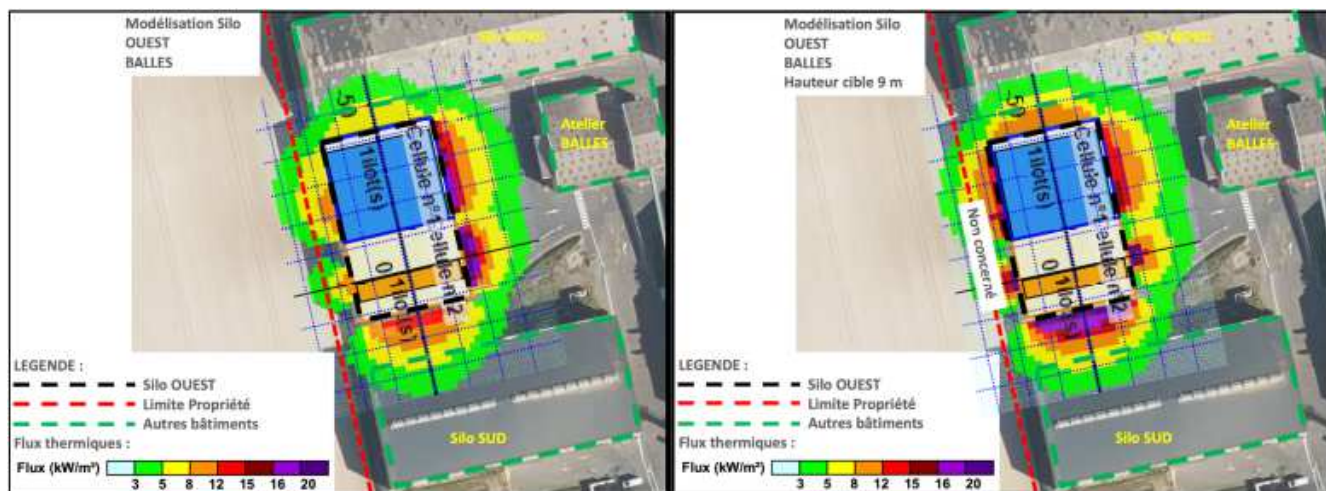 Modélisation Silo
OUEST
BALLES
Silo NORD
Atelier
BALLES
-50
Cellule n°1
1 ilot(s)
Cellule n°2
0
1 ilot(s)
LEGENDE :
Silo OUEST
Limite Propriété
Autres bâtiments
Flux thermiques :
Flux (kW/m²)
3 5 8 12 15 16 20
Silo SUD
Modélisation Silo
OUEST
BALLES
Hauteur cible 9 m
Silo NORD
Atelier
BALLES
-50
Cellule n°1
1 ilot(s)
Non concerné
Cellule n°2
0
1 ilot(s)
LEGENDE :
Silo OUEST
Limite Propriété
Autres bâtiments
Flux thermiques :
Flux (kW/m²)
3 5 8 12 15 16 20
Silo SUD